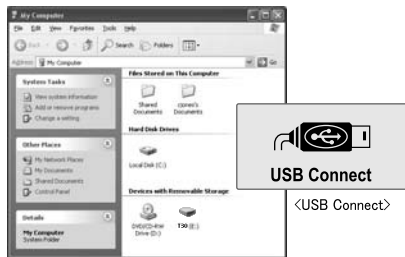 My Computer
File Edit View Favorites Tools Help
Back Search Folders
Address My Computer Go
System Tasks
View system information
Add or remove programs
Change a setting
Other Places
My Network Places
My Documents
Shared Documents
Control Panel
Details
My Computer
System Folder
Files Stored on This Computer
Shared Documents
Documents
Hard Disk Drives
Local Disk (C:)
Devices with Removable Storage
DVD/CD-RW Drive (D:)
T30 (E:)
USB Connect
<USB Connect>